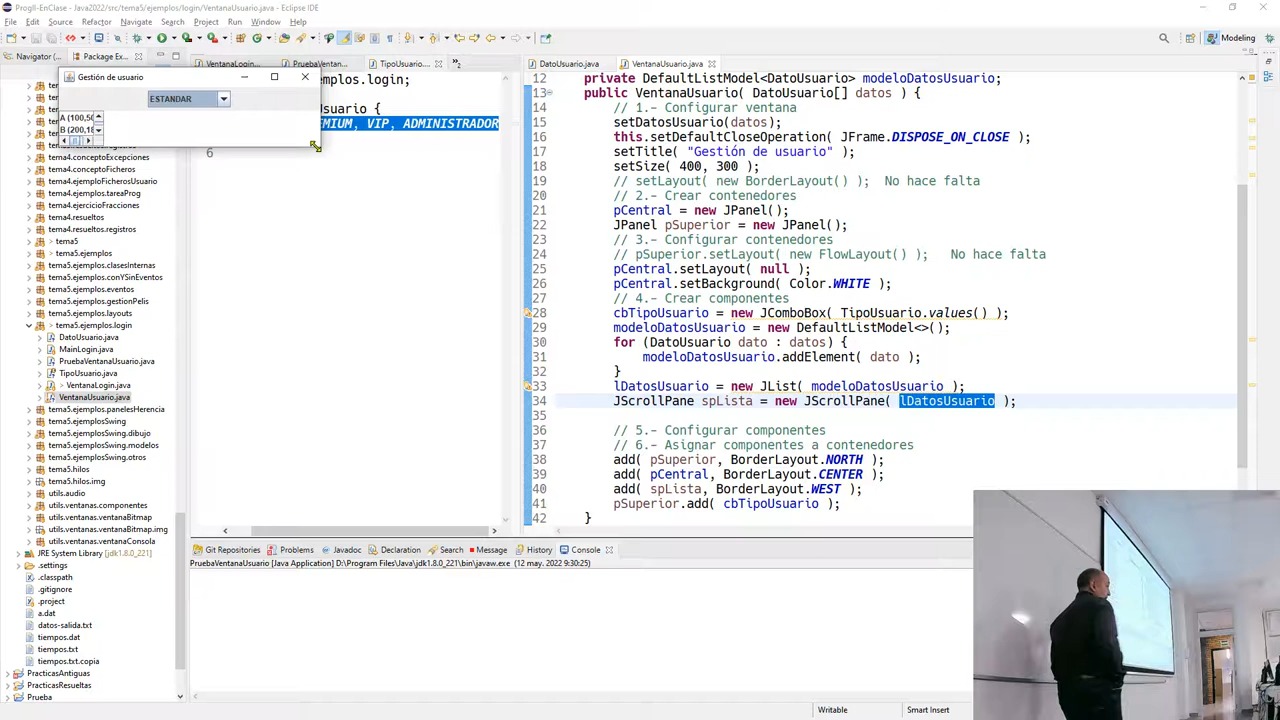 ProgII-EnClase - Java2022/src/tema5/ejemplos/login/VentanaUsuario.java - Eclipse IDE
File Edit Source Refactor Navigate Search Project Run Window Help
Modeling
Navigator ( Package Ex...
VentanaLogin... PruebaVentan... TipoUsuario....
DatoUsuario.java VentanaUsuario.java
Gestión de usuario
ESTANDAR
A (100,50
B (200,18
mplos.login;
Usuario {
EMIUM, VIP, ADMINISTRADOR
6
tema4.conceptoExcepciones
tema4.conceptoFicheros
tema4.ejemploFicherosUsuario
tema4.ejemplos.tareaProg
tema4.ejercicioFracciones
tema4.resueltos
tema4.resueltos.registros
> tema5
> tema5.ejemplos
tema5.ejemplos.clasesInternas
tema5.ejemplos.conYSinEventos
tema5.ejemplos.eventos
tema5.ejemplos.gestionPelis
tema5.ejemplos.layouts
> tema5.ejemplos.login
DatoUsuario.java
MainLogin.java
PruebaVentanaUsuario.java
TipoUsuario.java
> VentanaLogin.java
VentanaUsuario.java
tema5.ejemplos.panelesHerencia
tema5.ejemplosSwing
tema5.ejemplosSwing.dibujo
tema5.ejemplosSwing.modelos
tema5.ejemplosSwing.otros
tema5.hilos
tema5.hilos.img
utils.audio
utils.ventanas.componentes
utils.ventanas.ventanaBitmap
utils.ventanas.ventanaBitmap.img
utils.ventanas.ventanaConsola
JRE System Library [jdk1.8.0_221]
.settings
.classpath
.gitignore
.project
a.dat
datos-salida.txt
tiempos.dat
tiempos.txt
tiempos.txt.copia
PracticasAntiguas
PracticasResueltas
Prueba
12 private DefaultListModel<DatoUsuario> modeloDatosUsuario;
13 public VentanaUsuario( DatoUsuario[] datos ) {
14 // 1.- Configurar ventana
15 setDatosUsuario(datos);
16 this.setDefaultCloseOperation( JFrame.DISPOSE_ON_CLOSE );
17 setTitle( "Gestión de usuario" );
18 setSize( 400, 300 );
19 // setLayout( new BorderLayout() ); No hace falta
20 // 2.- Crear contenedores
21 pCentral = new JPanel();
22 JPanel pSuperior = new JPanel();
23 // 3.- Configurar contenedores
24 // pSuperior.setLayout( new FlowLayout() ); No hace falta
25 pCentral.setLayout( null );
26 pCentral.setBackground( Color.WHITE );
27 // 4.- Crear componentes
28 cbTipoUsuario = new JComboBox( TipoUsuario.values() );
29 modeloDatosUsuario = new DefaultListModel<>();
30 for (DatoUsuario dato : datos) {
31 modeloDatosUsuario.addElement( dato );
32 }
33 lDatosUsuario = new JList( modeloDatosUsuario );
34 JScrollPane spLista = new JScrollPane( lDatosUsuario );
35
36 // 5.- Configurar componentes
37 // 6.- Asignar componentes a contenedores
38 add( pSuperior, BorderLayout.NORTH );
39 add( pCentral, BorderLayout.CENTER );
40 add( spLista, BorderLayout.WEST );
41 pSuperior.add( cbTipoUsuario );
42 }
Git Repositories Problems Javadoc Declaration Search Message History Console
PruebaVentanaUsuario [Java Application] D:\Program Files\Java\jdk1.8.0_221\bin\javaw.exe (12 may. 2022 9:30:25)
Writable Smart Insert